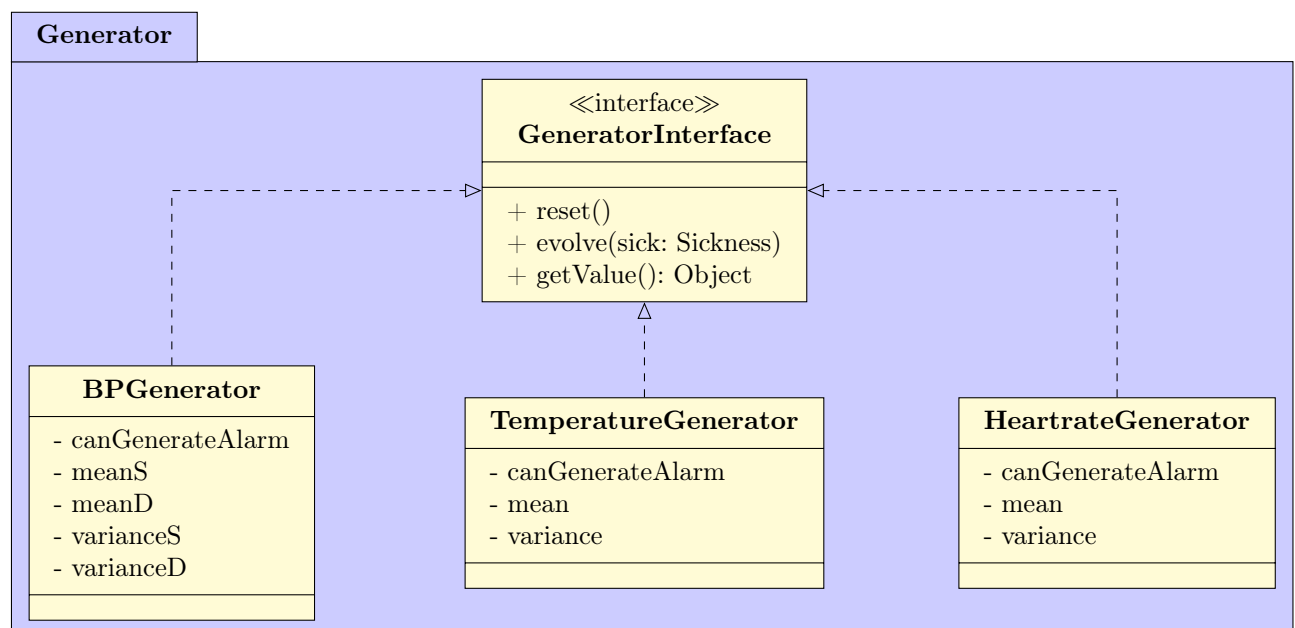 Generator
≪interface≫
GeneratorInterface
+ reset()
+ evolve(sick: Sickness)
+ getValue(): Object
BPGenerator
- canGenerateAlarm
- meanS
- meanD
- varianceS
- varianceD
TemperatureGenerator
- canGenerateAlarm
- mean
- variance
HeartrateGenerator
- canGenerateAlarm
- mean
- variance